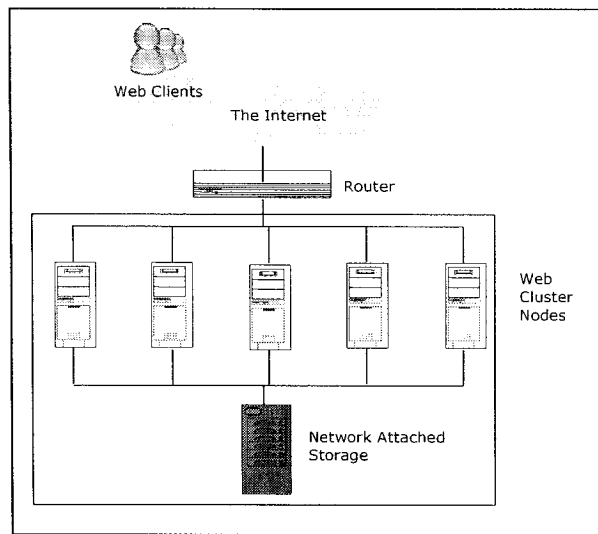 Web Clients
The Internet
Router
Web
Cluster
Nodes
Network Attached
Storage